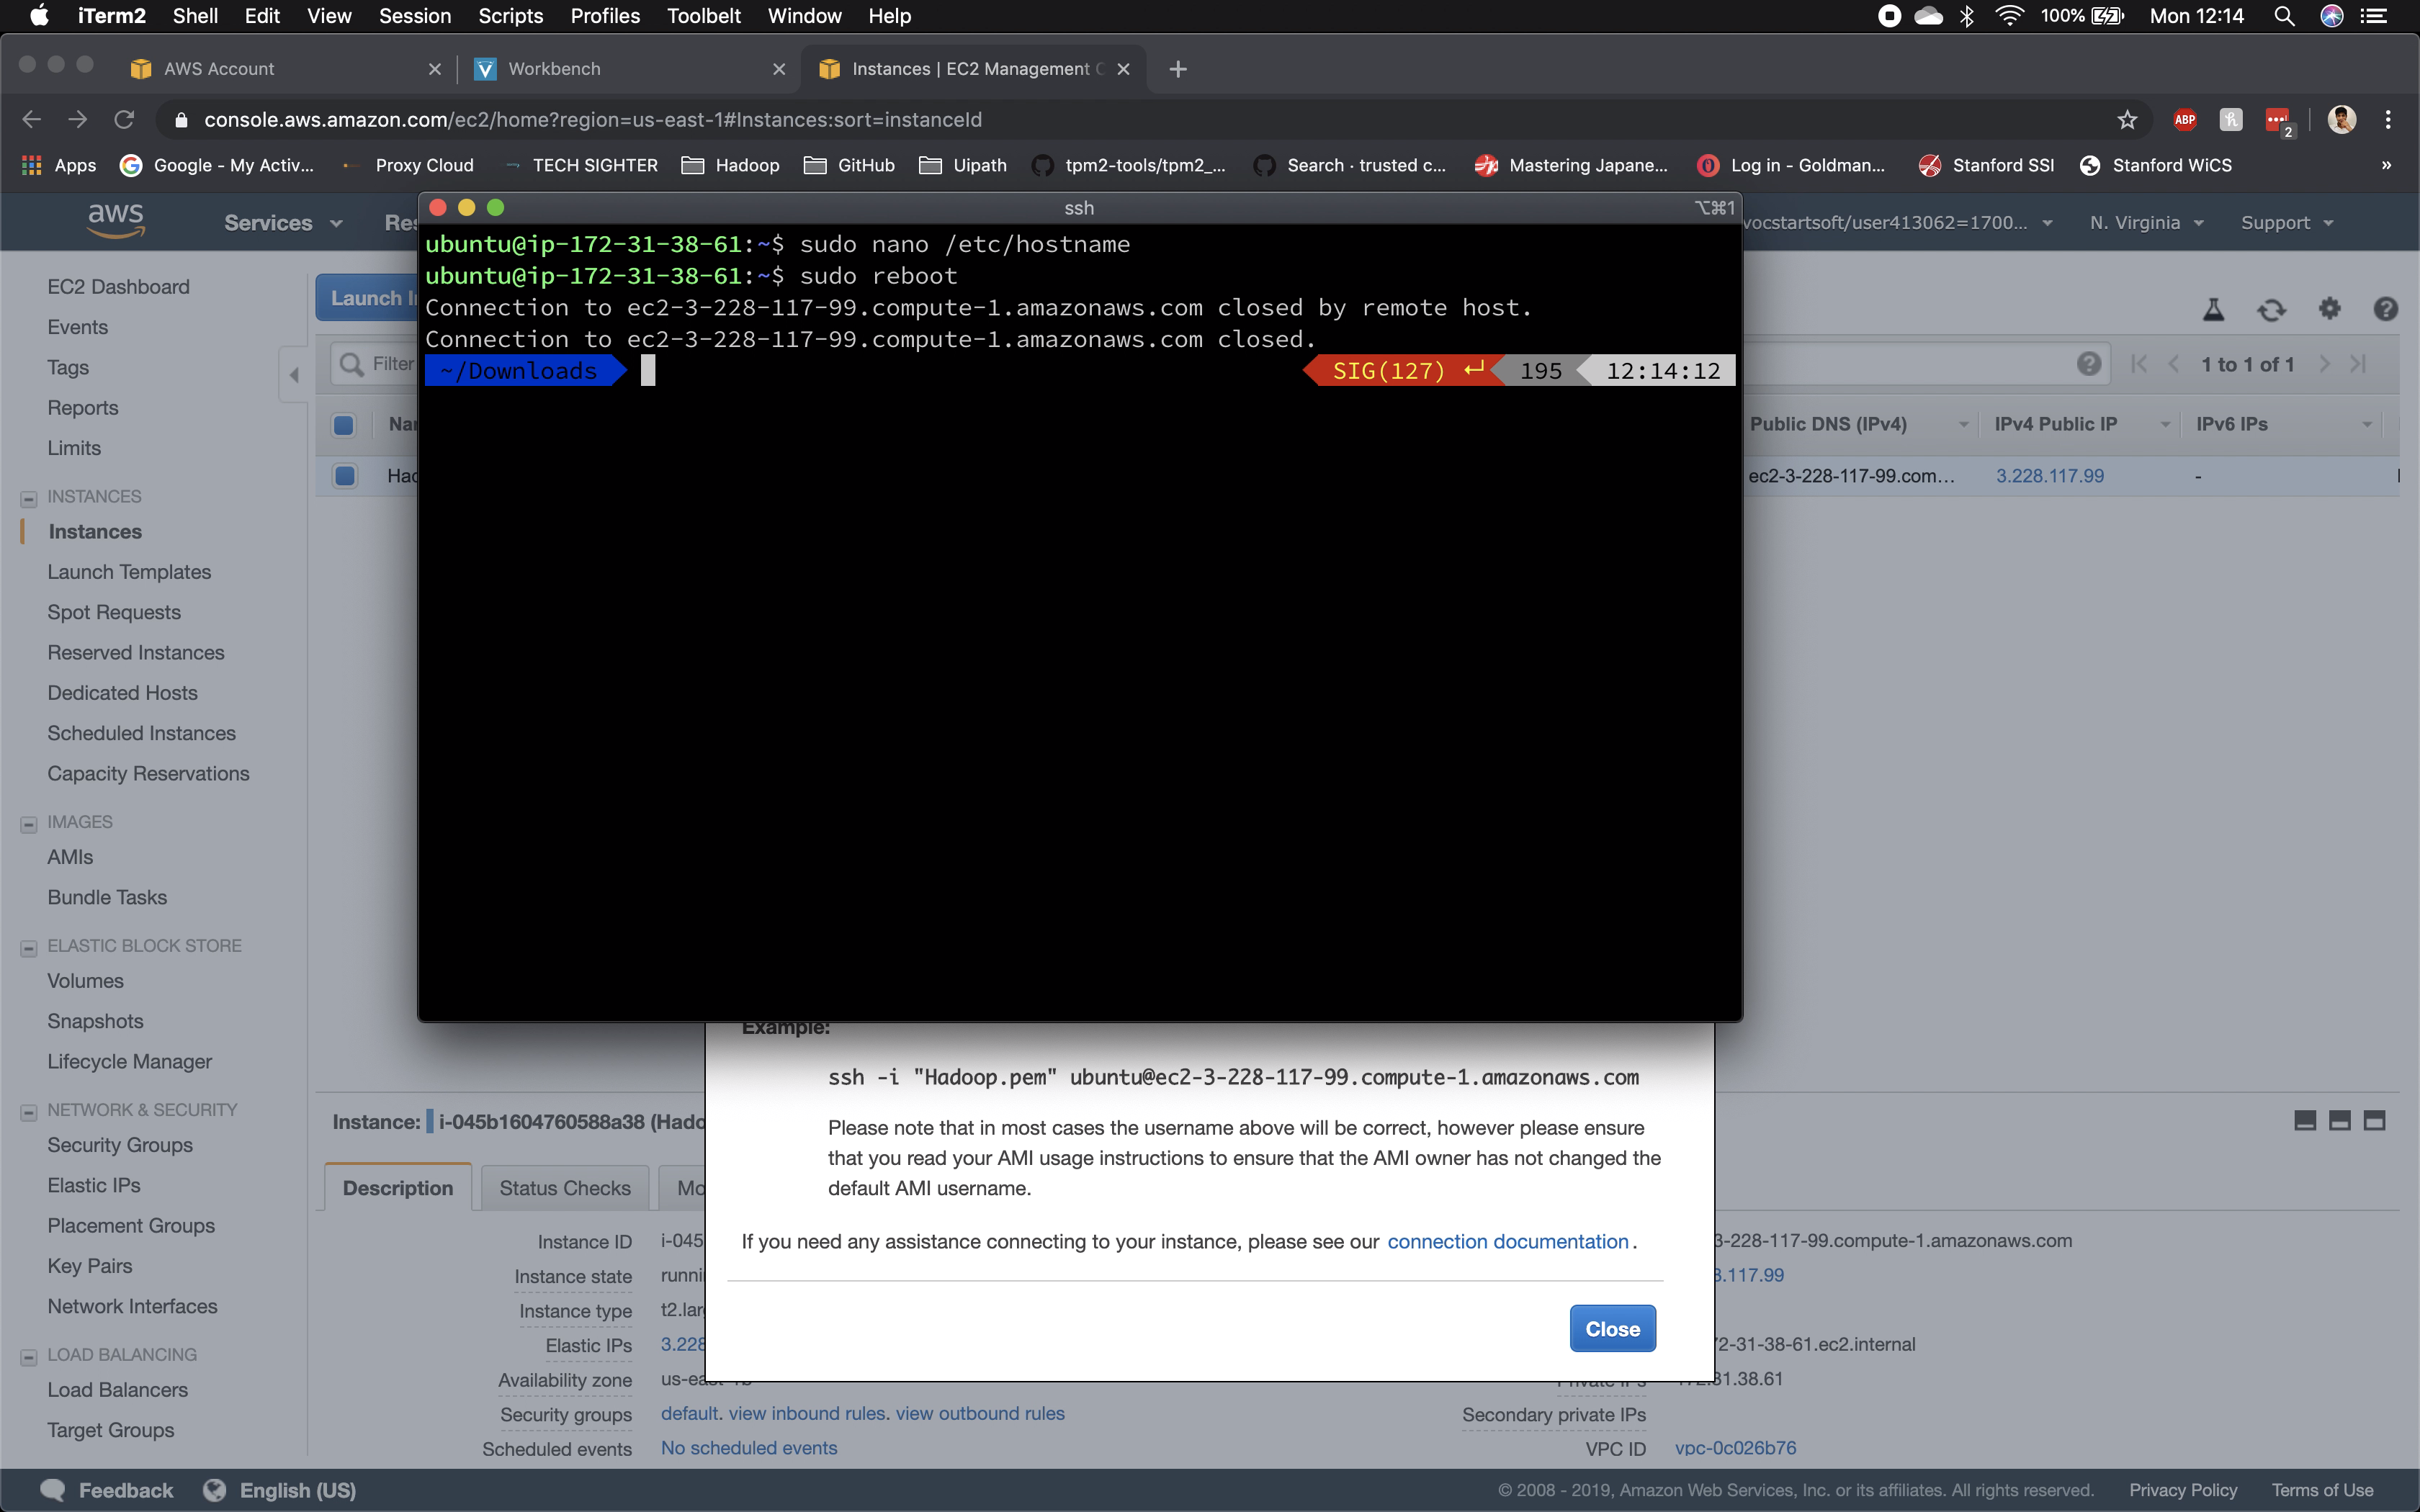 iTerm2 Shell Edit View Session Scripts Profiles Toolbelt Window Help 100% Mon 12:14
AWS Account Workbench Instances | EC2 Management
console.aws.amazon.com/ec2/home?region=us-east-1#Instances:sort=instanceId ABP 2
Apps Google - My Activ... Proxy Cloud TECH SIGHTER Hadoop GitHub Uipath tpm2-tools/tpm2_... Search · trusted c... Mastering Japane... Log in - Goldman... Stanford SSI Stanford WiCS »
aws Services vocstartsoft/user413062=1700... N. Virginia Support
ssh ⌥⌘1
ubuntu@ip-172-31-38-61:~$ sudo nano /etc/hostname
ubuntu@ip-172-31-38-61:~$ sudo reboot
Connection to ec2-3-228-117-99.compute-1.amazonaws.com closed by remote host.
Connection to ec2-3-228-117-99.compute-1.amazonaws.com closed.
~/Downloads SIG(127) ↵ 195 12:14:12
EC2 Dashboard
Events
Tags
Reports
Limits
INSTANCES
Instances
Launch Templates
Spot Requests
Reserved Instances
Dedicated Hosts
Scheduled Instances
Capacity Reservations
IMAGES
AMIs
Bundle Tasks
ELASTIC BLOCK STORE
Volumes
Snapshots
Lifecycle Manager
NETWORK & SECURITY
Security Groups
Elastic IPs
Placement Groups
Key Pairs
Network Interfaces
LOAD BALANCING
Load Balancers
Target Groups
Launch
Filter 1 to 1 of 1
Public DNS (IPv4) IPv4 Public IP IPv6 IPs
ec2-3-228-117-99.com... 3.228.117.99 -
Example:
ssh -i "Hadoop.pem" ubuntu@ec2-3-228-117-99.compute-1.amazonaws.com
Please note that in most cases the username above will be correct, however please ensure
that you read your AMI usage instructions to ensure that the AMI owner has not changed the
default AMI username.
If you need any assistance connecting to your instance, please see our connection documentation.
Close
Instance: i-045b1604760588a38 (Hado
Description Status Checks Mo
Instance ID i-045
Instance state runni
Instance type t2.lar
Elastic IPs 3.228
Availability zone us-east-1b
Security groups default. view inbound rules. view outbound rules
Scheduled events No scheduled events
3-228-117-99.compute-1.amazonaws.com
3.117.99
72-31-38-61.ec2.internal
Private IPs 172.31.38.61
Secondary private IPs
VPC ID vpc-0c026b76
Feedback English (US) © 2008 - 2019, Amazon Web Services, Inc. or its affiliates. All rights reserved. Privacy Policy Terms of Use